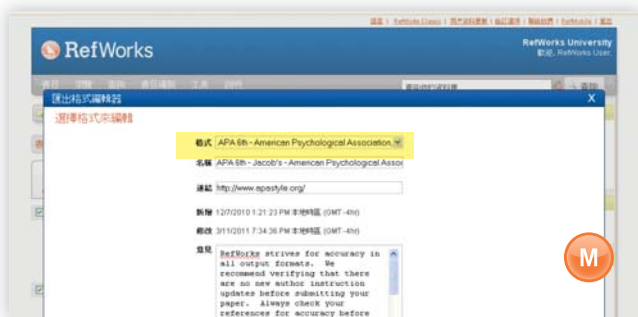 RefWorks
RefWorks University
歡迎, RefWorks User.
匯出格式編輯器 X
選擇格式來編輯
格式 APA 6th - American Psychological Association,
名稱 APA 6th - Jacob's - American Psychological Assoc
連結 http://www.apastyle.org/
新增 12/7/2010 1:21:23 PM 本地時區 (GMT -4hr)
修改 3/11/2011 7:34:36 PM 本地時區 (GMT -4hr)
意見 RefWorks strives for accuracy in
all output formats. We
recommend verifying that there
are no new author instruction
updates before submitting your
paper. Always check your
references for accuracy before
M